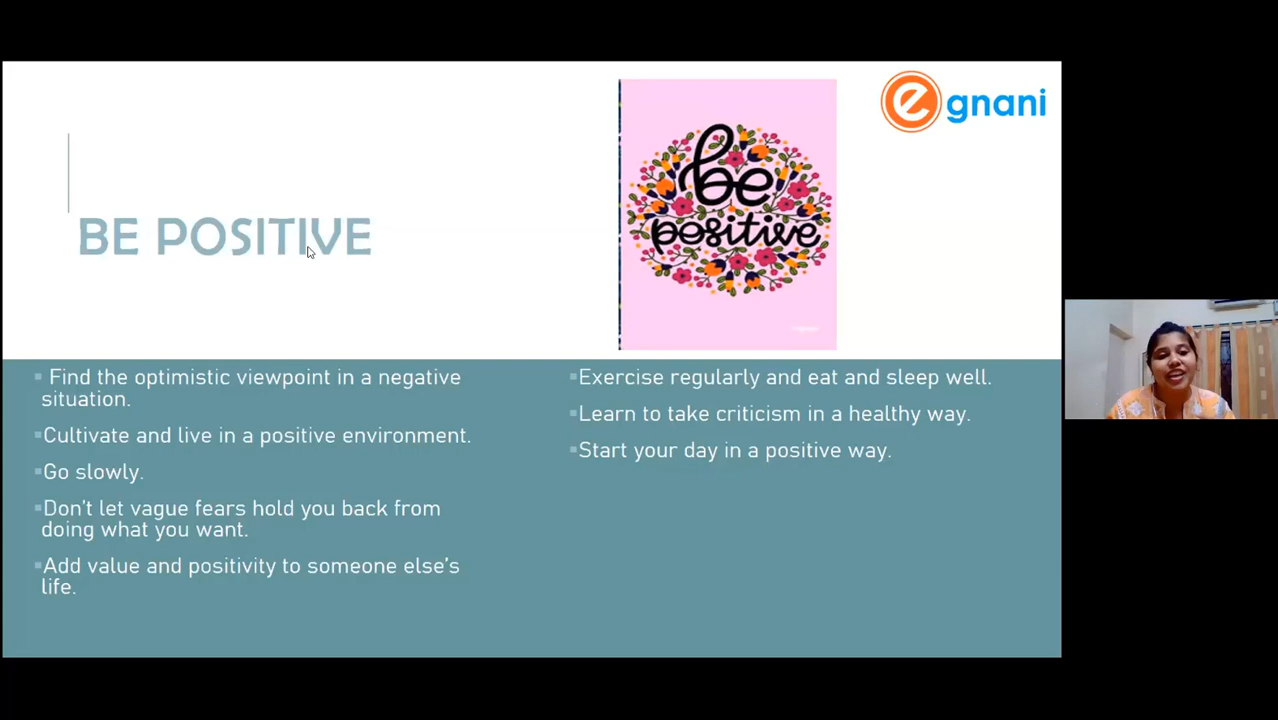 e gnani
be
positive
BE POSITIVE
Find the optimistic viewpoint in a negative
situation.
Cultivate and live in a positive environment.
Go slowly.
Don't let vague fears hold you back from
doing what you want.
Add value and positivity to someone else's
life.
Exercise regularly and eat and sleep well.
Learn to take criticism in a healthy way.
Start your day in a positive way.